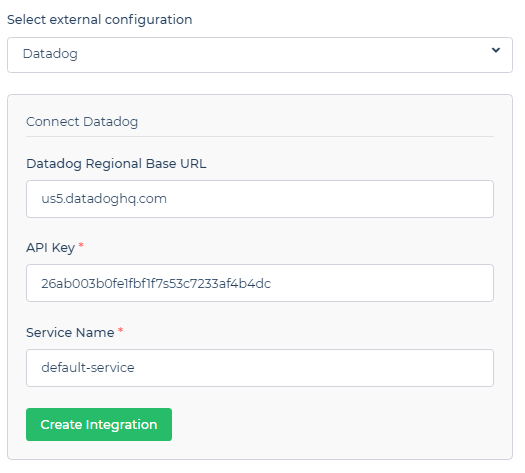 Select external configuration
Datadog
Connect Datadog
Datadog Regional Base URL
us5.datadoghq.com
API Key *
26ab003b0fe1fbf1f7s53c7233af4b4dc
Service Name *
default-service
Create Integration